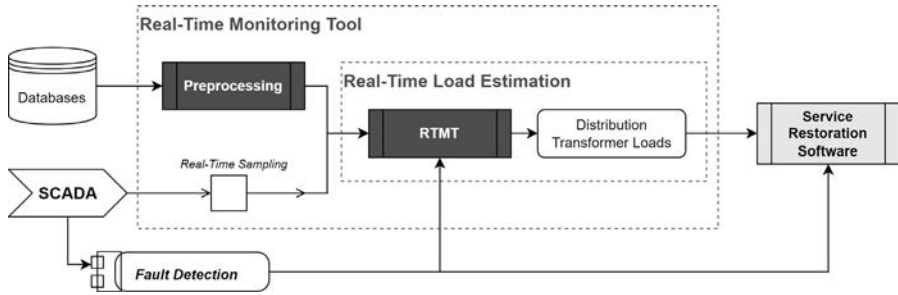 Real-Time Monitoring Tool
Databases
Preprocessing
Real-Time Load Estimation
RTMT
Distribution
Transformer Loads
Service
Restoration
Software
Real-Time Sampling
SCADA
Fault Detection